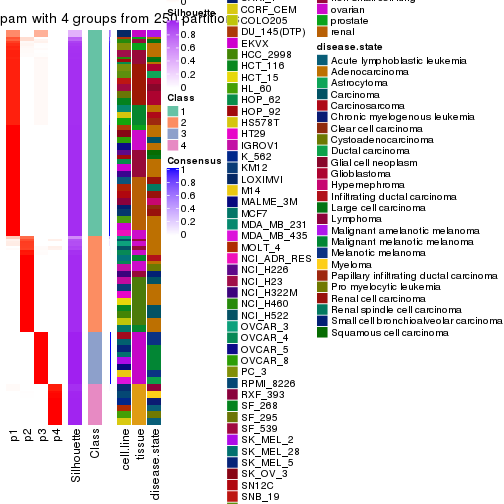 pam with 4 groups from 250 partitions
0
Silhouette
1
0.8
0.6
0.4
0.2
0
Class
1
2
3
4
Consensus
1
0.8
0.6
0.4
0.2
0
p1
p2
p3
p4
Silhouette
Class
cell.line
tissue
disease.state
CCRF_CEM
COLO205
DU_145(DTP)
EKVX
HCC_2998
HCT_116
HCT_15
HL_60
HOP_62
HOP_92
HS578T
HT29
IGROV1
K_562
KM12
LOXIMVI
M14
MALME_3M
MCF7
MDA_MB_231
MDA_MB_435
MOLT_4
NCI_ADR_RES
NCI_H226
NCI_H23
NCI_H322M
NCI_H460
NCI_H522
OVCAR_3
OVCAR_4
OVCAR_5
OVCAR_8
PC_3
RPMI_8226
RXF_393
SF_268
SF_295
SF_539
SK_MEL_2
SK_MEL_28
SK_MEL_5
SK_OV_3
SN12C
SNB_19
ovarian
prostate
renal
disease.state
Acute lymphoblastic leukemia
Adenocarcinoma
Astrocytoma
Carcinoma
Carcinosarcoma
Chronic myelogenous leukemia
Clear cell carcinoma
Cystoadenocarcinoma
Ductal carcinoma
Glial cell neoplasm
Glioblastoma
Hypernephroma
Infiltrating ductal carcinoma
Large cell carcinoma
Lymphoma
Malignant amelanotic melanoma
Malignant melanotic melanoma
Melanotic melanoma
Myeloma
Papillary infiltrating ductal carcinoma
Pro myelocytic leukemia
Renal cell carcinoma
Renal spindle cell carcinoma
Small cell bronchioalveolar carcinoma
Squamous cell carcinoma